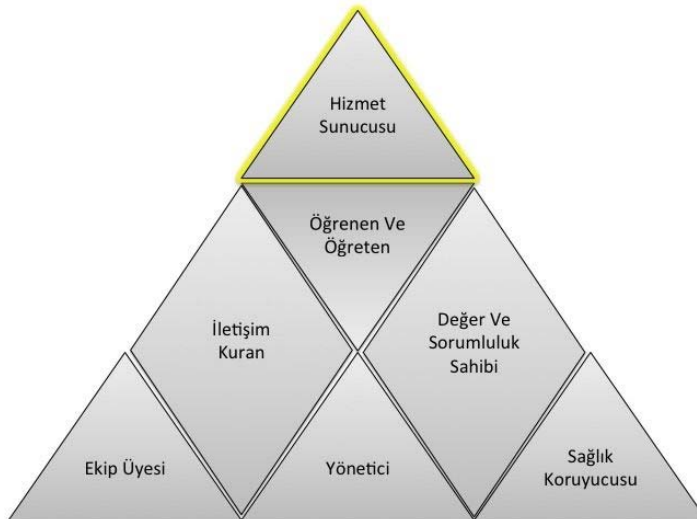 Hizmet
Sunucusu
Öğrenen Ve
Öğreten
İletişim
Kuran
Değer Ve
Sorumluluk
Sahibi
Ekip Üyesi
Yönetici
Sağlık
Koruyucusu